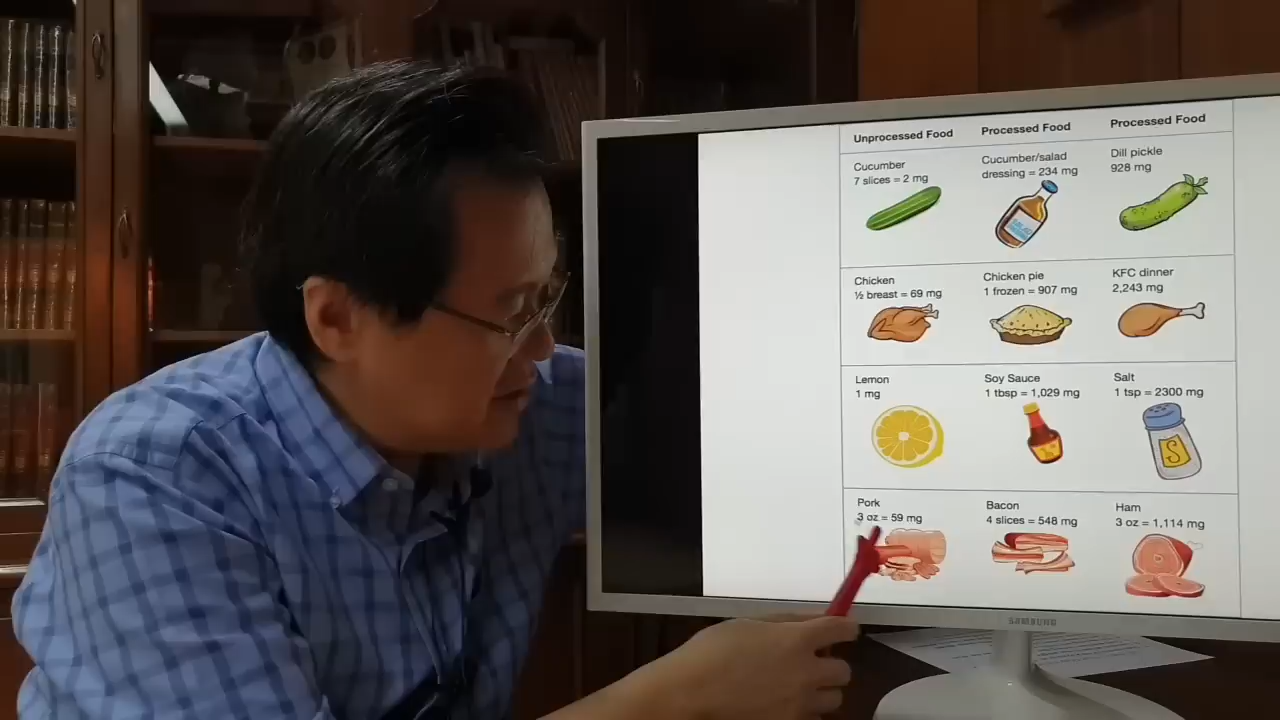 Unprocessed Food
Processed Food
Processed Food
Cucumber
7 slices = 2 mg
Cucumber/salad
dressing = 234 mg
Dill pickle
928 mg
Chicken
½ breast = 69 mg
Chicken pie
1 frozen = 907 mg
KFC dinner
2,243 mg
Lemon
1 mg
Soy Sauce
1 tbsp = 1,029 mg
Salt
1 tsp = 2300 mg
S
Pork
3 oz = 59 mg
Bacon
4 slices = 548 mg
Ham
3 oz = 1,114 mg
SAMSUNG